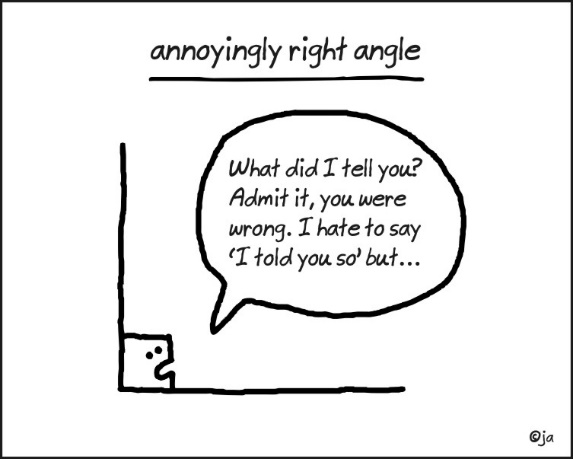 annoyingly right angle
What did I tell you?
Admit it, you were
wrong. I hate to say
‘I told you so’ but...
©ja